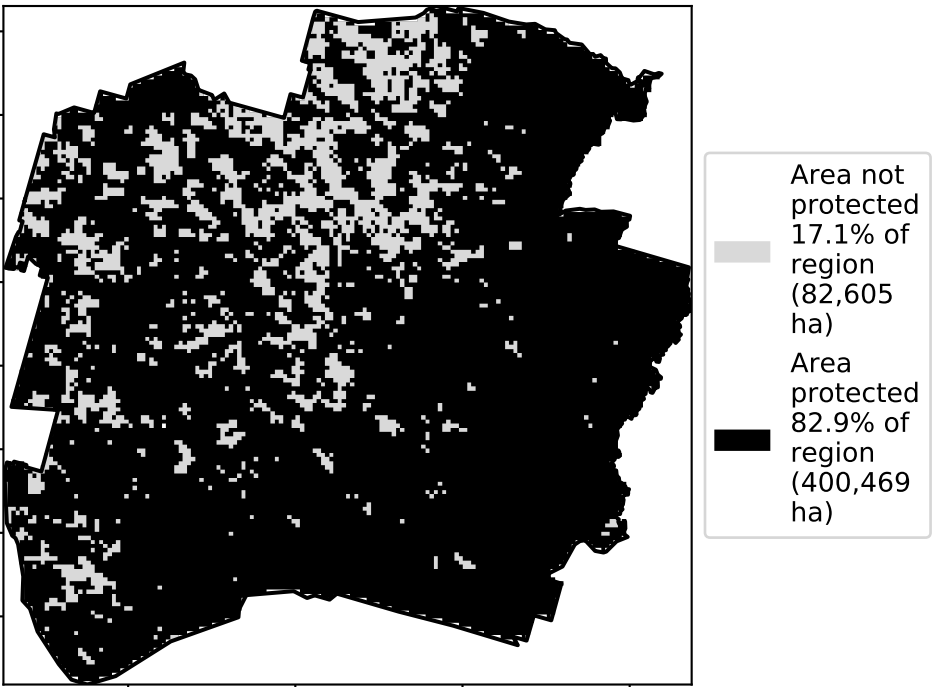 Area not
protected
17.1% of
region
(82,605
ha)
Area
protected
82.9% of
region
(400,469
ha)